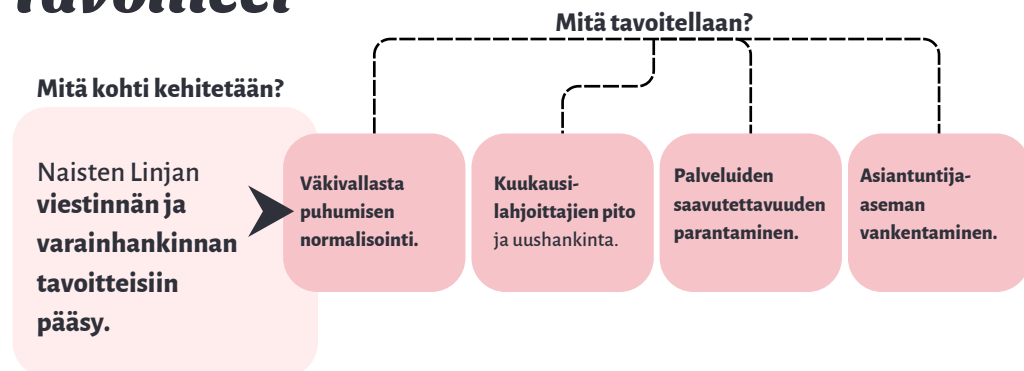 Tavoitteet
Mitä tavoitellaan?
Mitä kohti kehitetään?
Naisten Linjan
viestinnän ja
varainhankinnan
tavoitteisiin
pääsy.
Väkivallasta
puhumisen
normalisointi.
Kuukausi-
lahjoittajien pito
ja uushankinta.
Palveluiden
saavutettavuuden
parantaminen.
Asiantuntija-
aseman
vankentaminen.